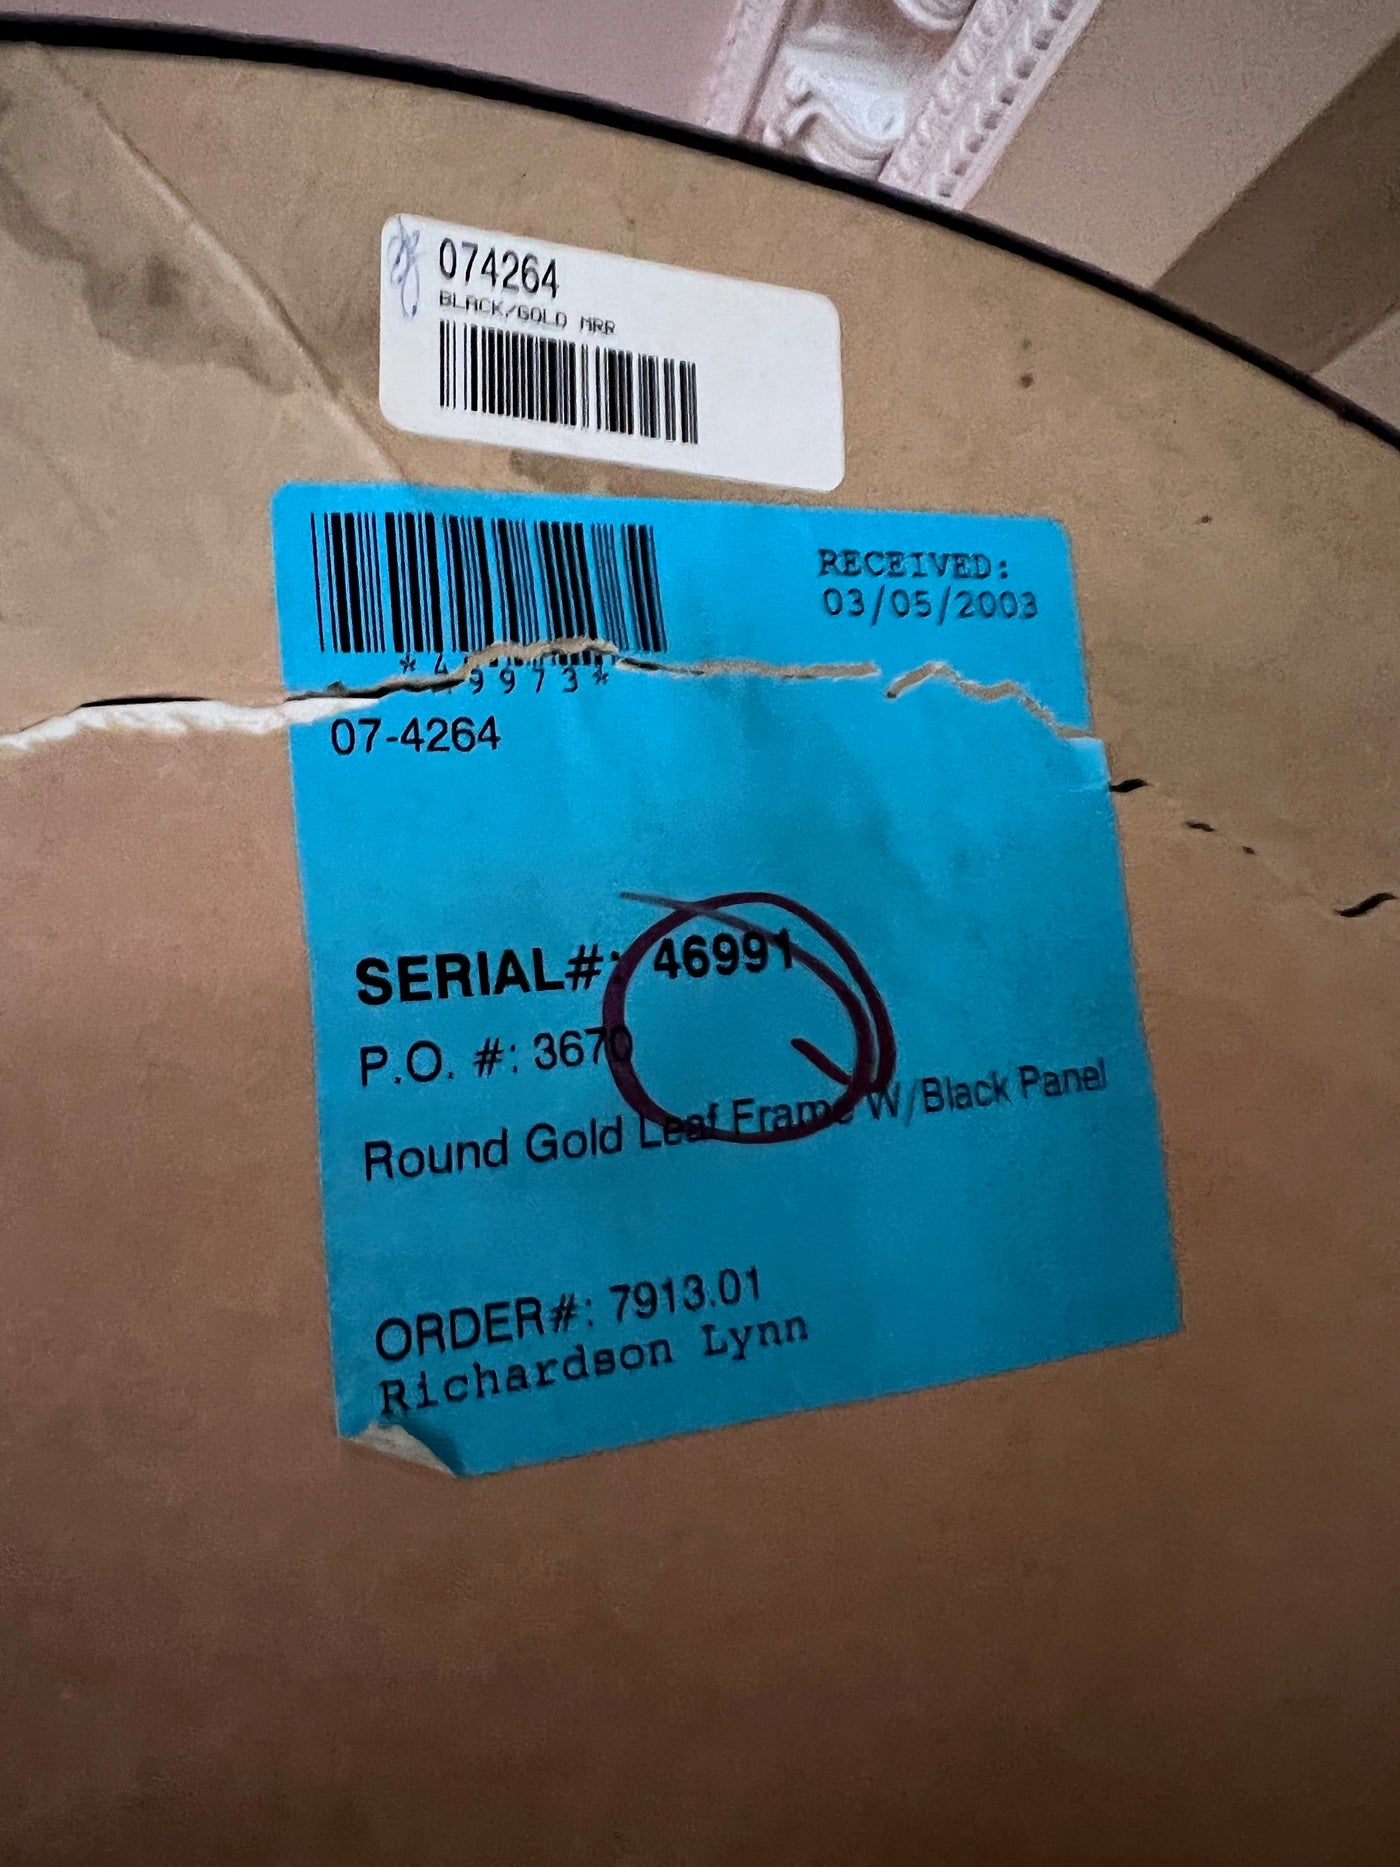 074264
BLACK/GOLD MRR
RECEIVED:
03/05/2003
*49973*
07-4264
SERIAL#: 46991
P.O. #: 3670
Round Gold Leaf Frame W/Black Panel
ORDER#: 7913.01
Richardson Lynn